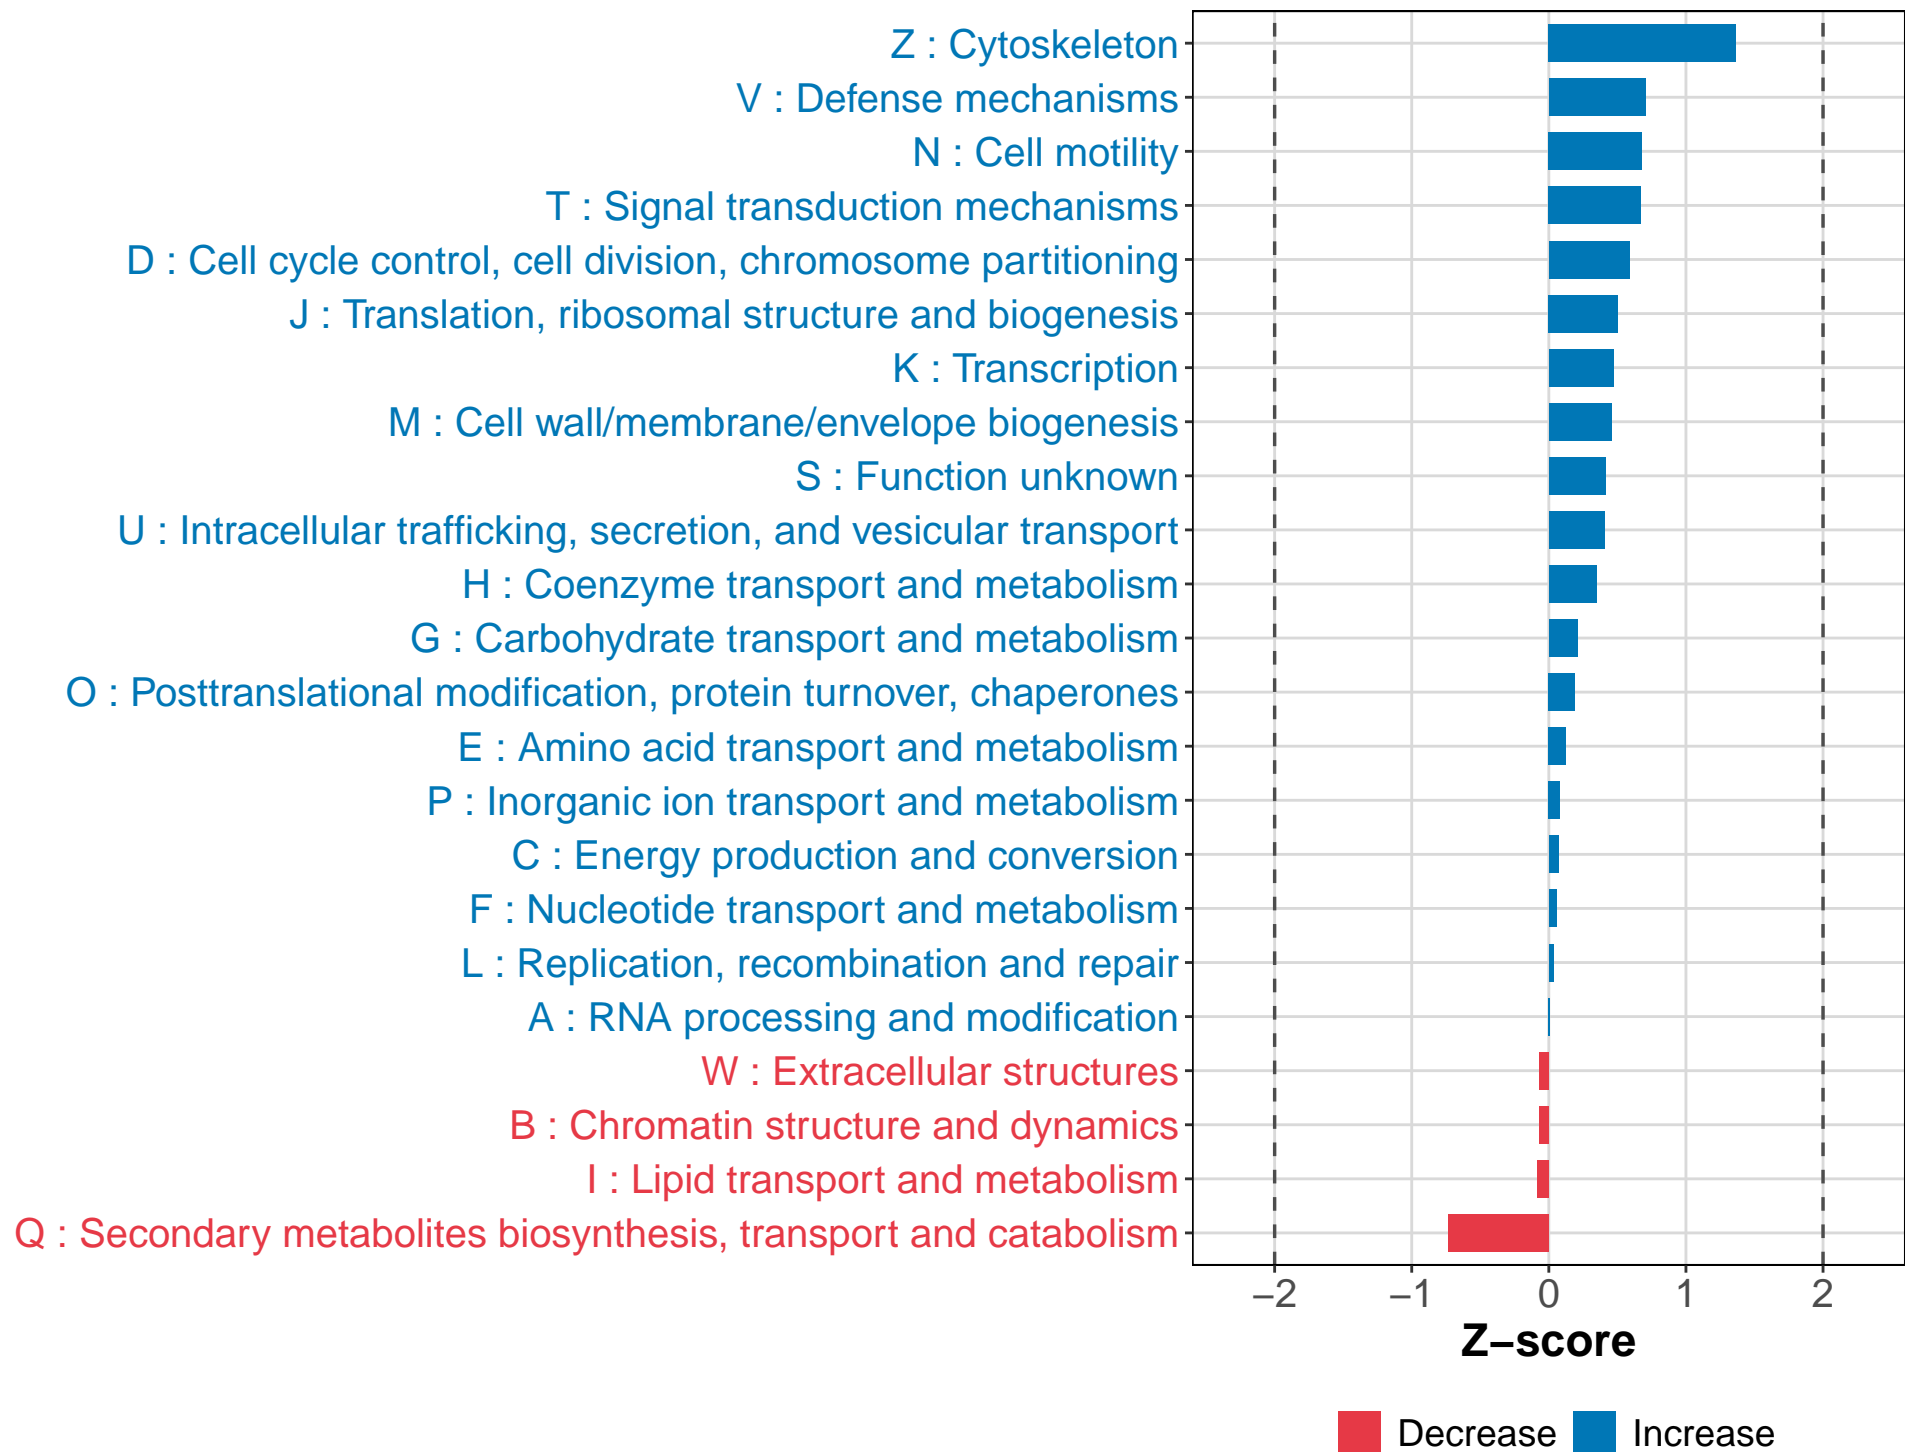 Z : Cytoskeleton
V : Defense mechanisms
N : Cell motility
T : Signal transduction mechanisms
D : Cell cycle control, cell division, chromosome partitioning
J : Translation, ribosomal structure and biogenesis
K : Transcription
M : Cell wall/membrane/envelope biogenesis
S : Function unknown
U : Intracellular trafficking, secretion, and vesicular transport
H : Coenzyme transport and metabolism
G : Carbohydrate transport and metabolism
O : Posttranslational modification, protein turnover, chaperones
E : Amino acid transport and metabolism
P : Inorganic ion transport and metabolism
C : Energy production and conversion
F : Nucleotide transport and metabolism
L : Replication, recombination and repair
A : RNA processing and modification
W : Extracellular structures
B : Chromatin structure and dynamics
I : Lipid transport and metabolism
Q : Secondary metabolites biosynthesis, transport and catabolism
−2 −1 0 1 2
Z−score
Decrease Increase